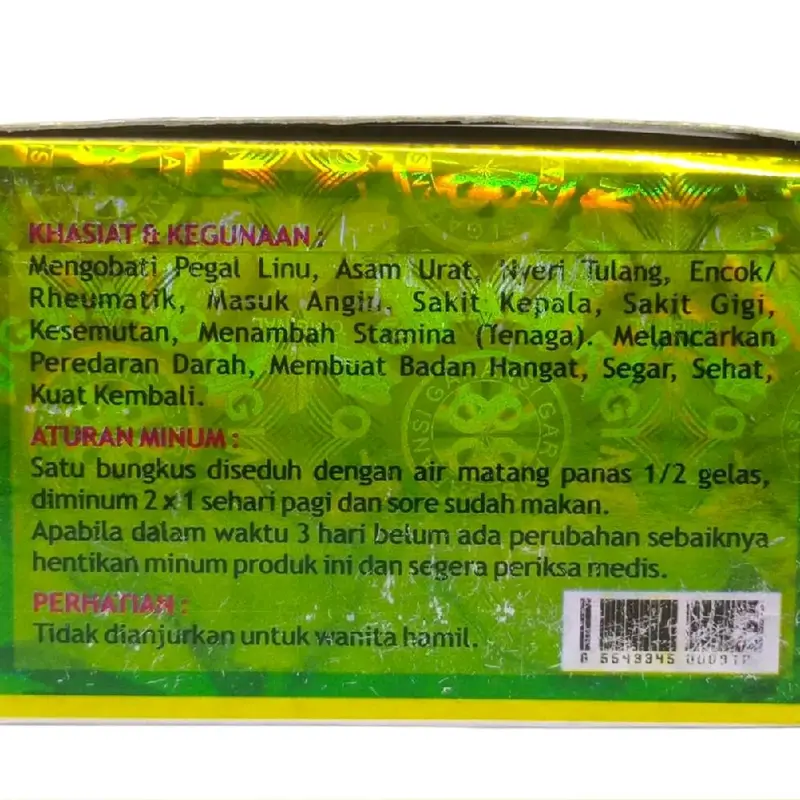 KHASIAT & KEGUNAAN :
Mengobati Pegal Linu, Asam Urat, Nyeri Tulang, Encok/
Rheumatik, Masuk Angin, Sakit Kepala, Sakit Gigi,
Kesemutan, Menambah Stamina (Tenaga). Melancarkan
Peredaran Darah, Membuat Badan Hangat, Segar, Sehat,
Kuat Kembali.
ATURAN MINUM :
Satu bungkus diseduh dengan air matang panas 1/2 gelas,
diminum 2 x 1 sehari pagi dan sore sudah makan.
Apabila dalam waktu 3 hari belum ada perubahan sebaiknya
hentikan minum produk ini dan segera periksa medis.
PERHATIAN :
Tidak dianjurkan untuk wanita hamil.